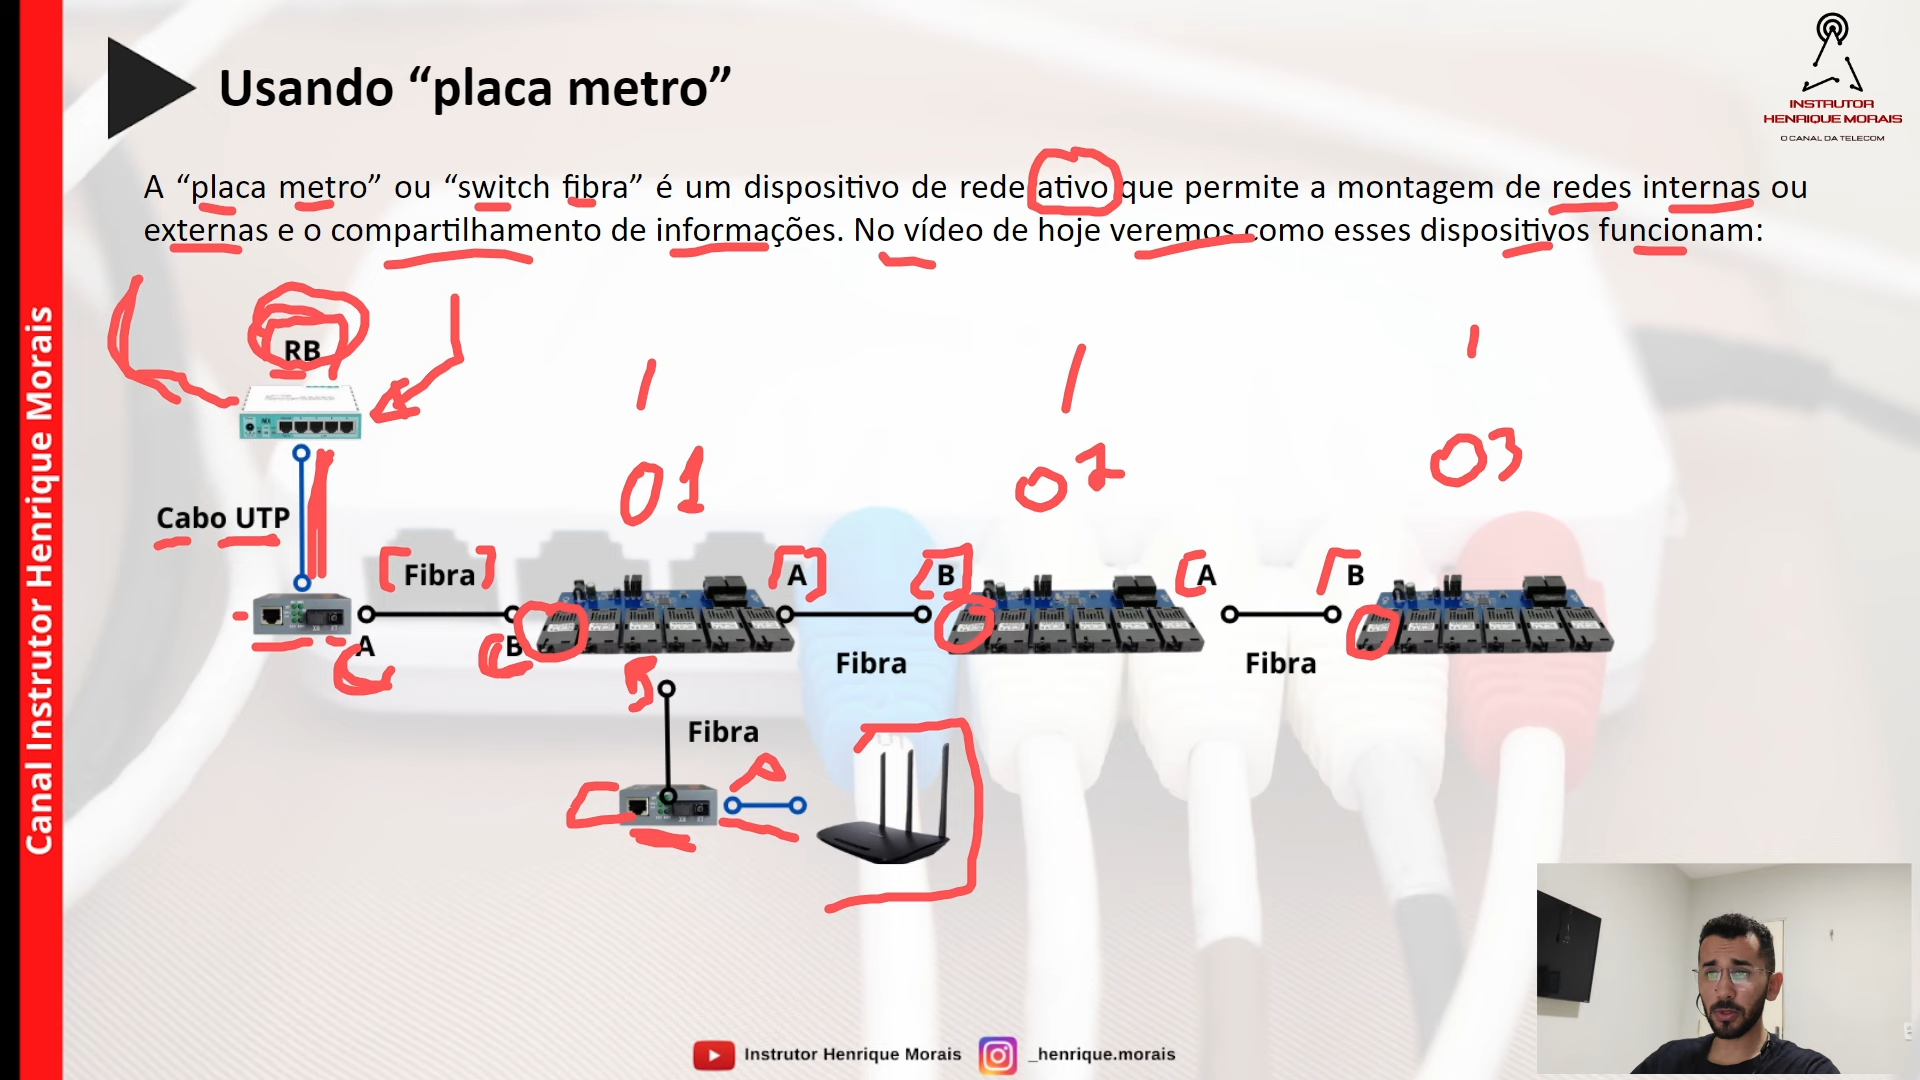 Usando “placa metro”
INSTRUTOR
HENRIQUE MORAIS
O CANAL DA TELECOM
A “placa metro” ou “switch fibra” é um dispositivo de rede ativo que permite a montagem de redes internas ou
externas e o compartilhamento de informações. No vídeo de hoje veremos como esses dispositivos funcionam:
Canal Instrutor Henrique Morais
RB
01
02
03
Cabo UTP
Fibra
A
B
A
B
A
B
Fibra
Fibra
B
Fibra
A
Instrutor Henrique Morais
_henrique.morais